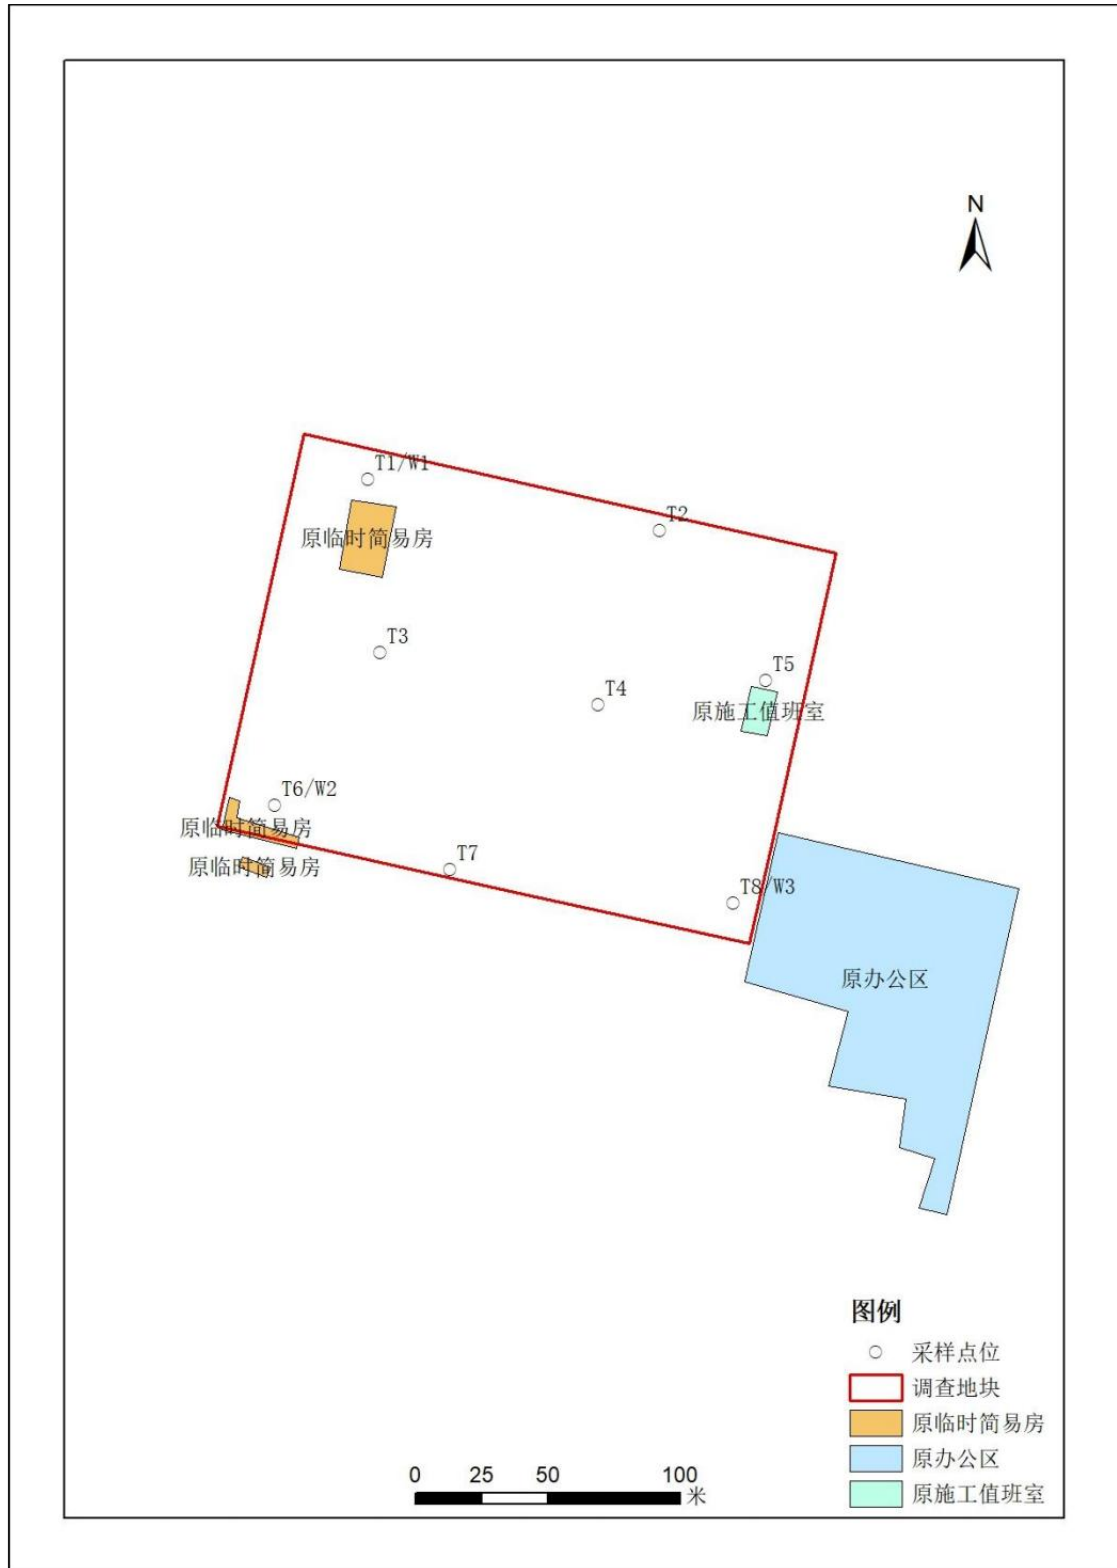 N
T1/W1
T2
原临时简易房
T3
T5
T4
原施工值班室
T6/W2
原临时简易房
原临时简易房
T7
T8/W3
原办公区
图例
采样点位
调查地块
原临时简易房
原办公区
原施工值班室
0 25 50 100
米